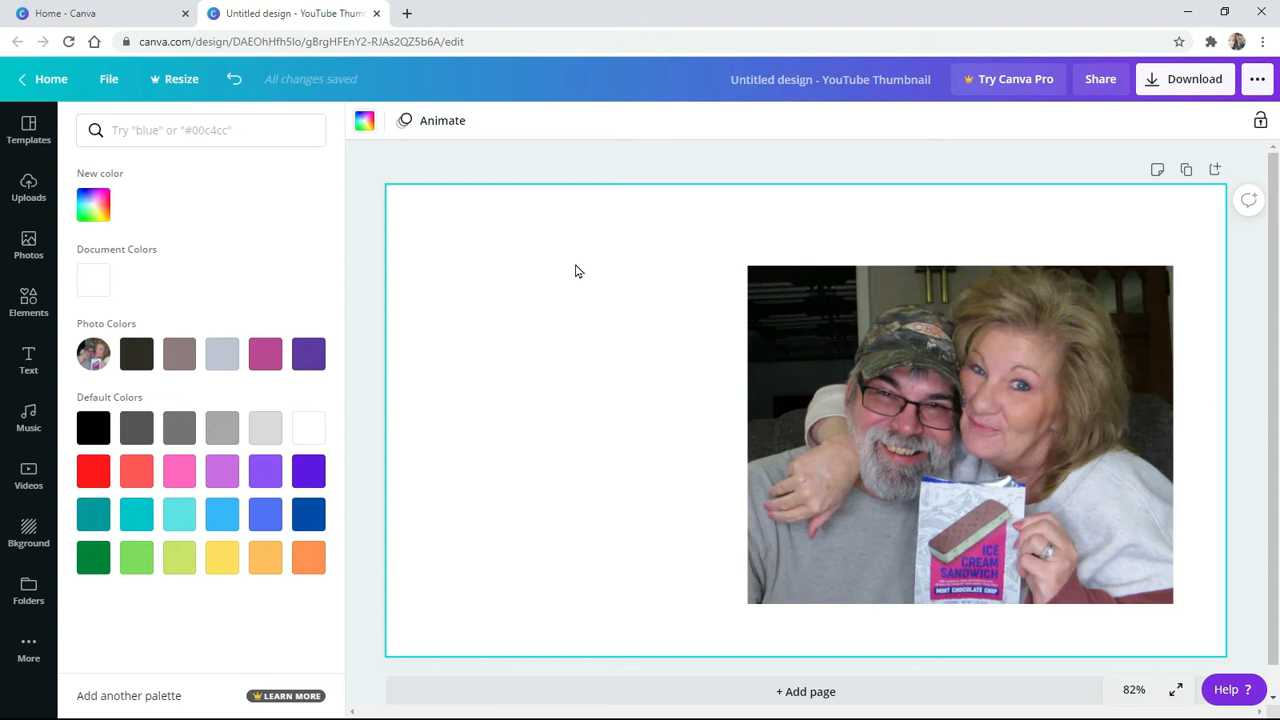 Home - Canva
Untitled design - YouTube Thumb
canva.com/design/DAEOhHfh5lo/gBrgHFEnY2-RJAs2QZ5b6A/edit
Home File Resize All changes saved Untitled design - YouTube Thumbnail Try Canva Pro Share Download
Templates
Uploads
Photos
Elements
Text
Music
Videos
Bkground
Folders
More
Try "blue" or "#00c4cc"
New color
Document Colors
Photo Colors
Default Colors
Add another palette LEARN MORE
Animate
ICE
CREAM
SANDWICH
MINT CHOCOLATE CHIP
+ Add page
82%
Help ?